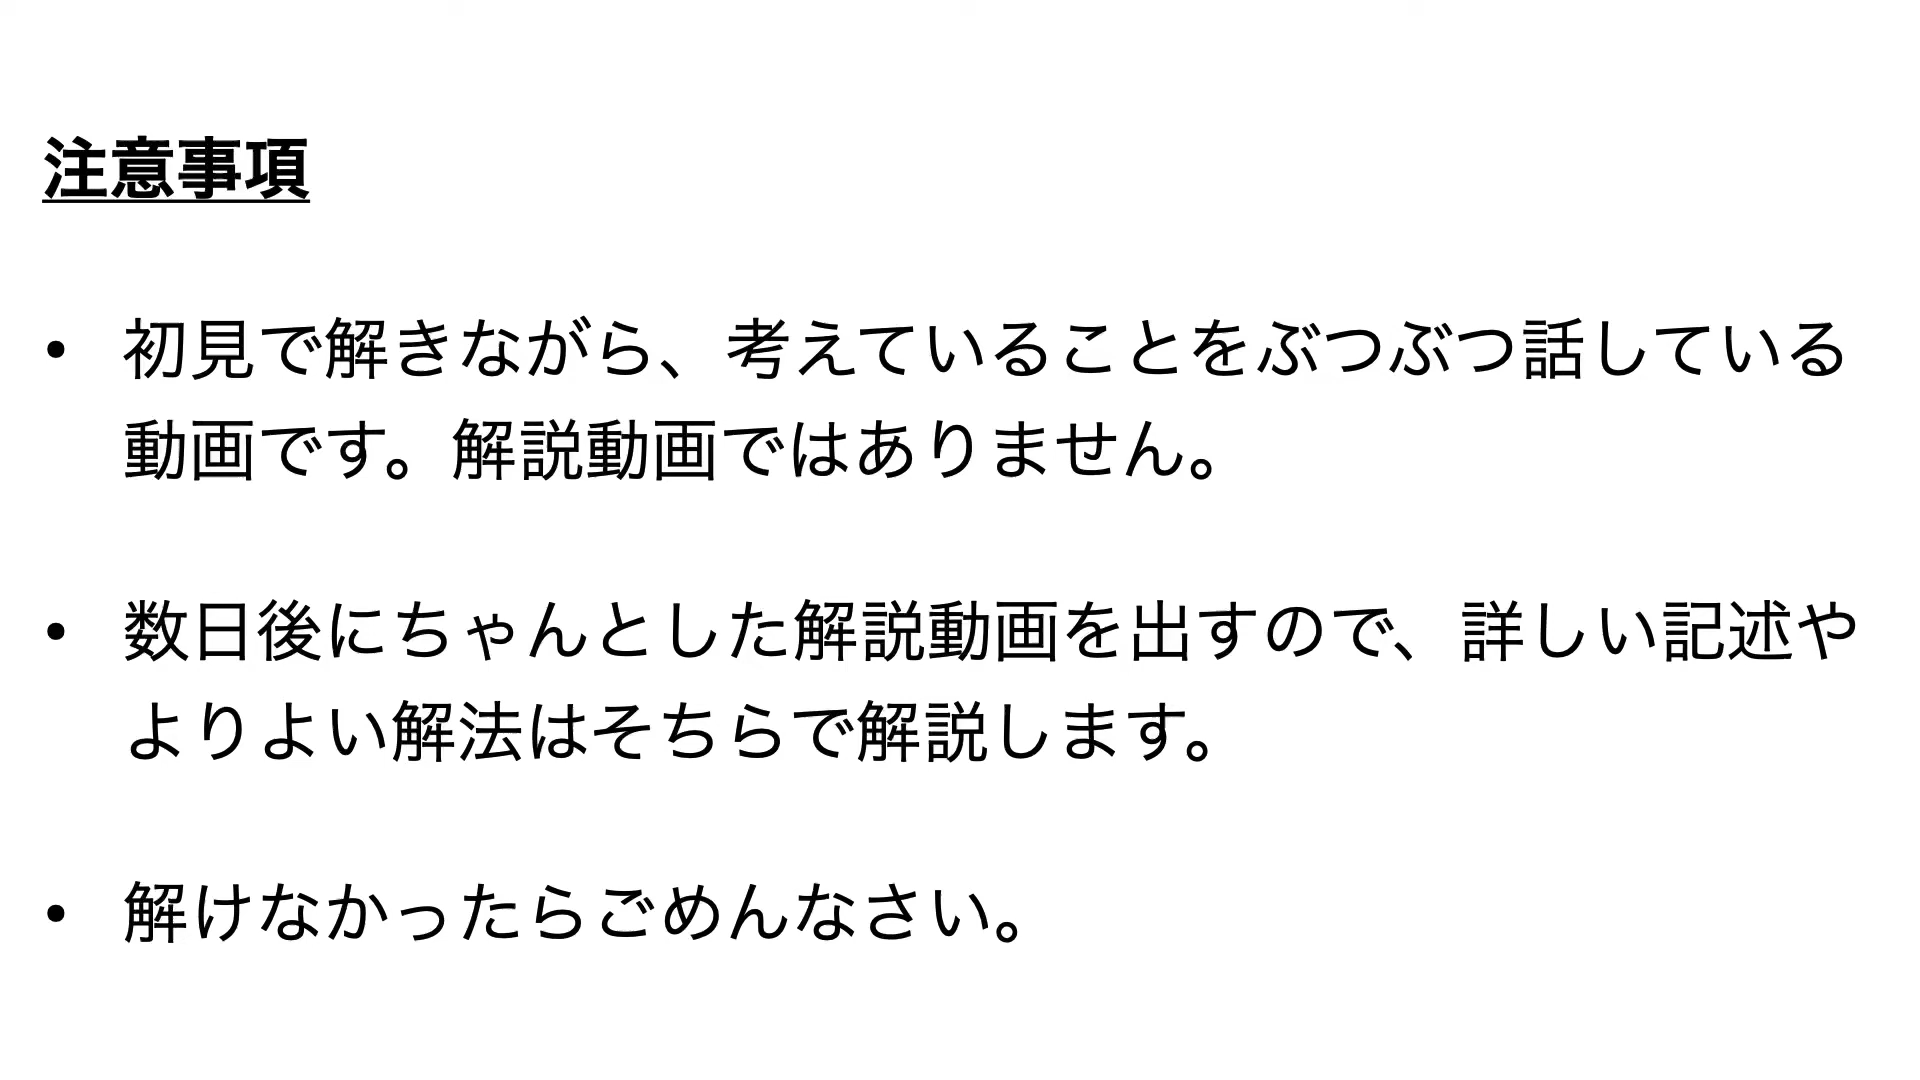 注意事項
• 初見で解きながら、考えていることをぶつぶつ話している
動画です。解説動画ではありません。
• 数日後にちゃんとした解説動画を出すので、詳しい記述や
よりよい解法はそちらで解説します。
• 解けなかったらごめんなさい。